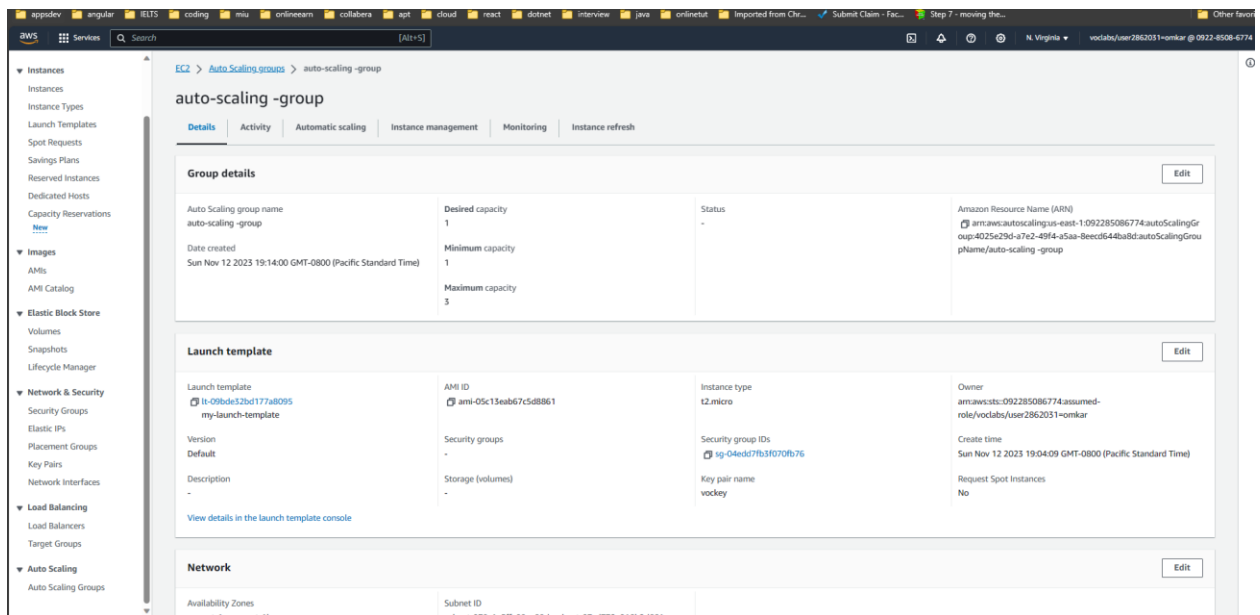 appsdev angular IELTS coding miu onlineearn collabera apt cloud react dotnet interview java onlinetut Imported from Chr... Submit Claim - Fac... Step 7 - moving the... Other favor
aws Services Search [Alt+S] N. Virginia voclabs/user2862031=omkar @ 0922-8508-6774
Instances
Instances
Instance Types
Launch Templates
Spot Requests
Savings Plans
Reserved Instances
Dedicated Hosts
Capacity Reservations
New
Images
AMIs
AMI Catalog
Elastic Block Store
Volumes
Snapshots
Lifecycle Manager
Network & Security
Security Groups
Elastic IPs
Placement Groups
Key Pairs
Network Interfaces
Load Balancing
Load Balancers
Target Groups
Auto Scaling
Auto Scaling Groups
EC2 > Auto Scaling groups > auto-scaling -group
auto-scaling -group
Details Activity Automatic scaling Instance management Monitoring Instance refresh
Group details Edit
Auto Scaling group name
auto-scaling -group
Date created
Sun Nov 12 2023 19:14:00 GMT-0800 (Pacific Standard Time)
Desired capacity
1
Minimum capacity
1
Maximum capacity
3
Status
-
Amazon Resource Name (ARN)
arn:aws:autoscaling:us-east-1:092285086774:autoScalingGr
oup:4025e29d-a7e2-49f4-a5aa-8eecd644ba8d:autoScalingGrou
pName/auto-scaling -group
Launch template Edit
Launch template
lt-09bde32bd177a8095
my-launch-template
Version
Default
Description
-
View details in the launch template console
AMI ID
ami-05c13eab67c5d8861
Security groups
-
Storage (volumes)
-
Instance type
t2.micro
Security group IDs
sg-04edd7fb3f070fb76
Key pair name
vockey
Owner
arn:aws:sts::092285086774:assumed-
role/voclabs/user2862031=omkar
Create time
Sun Nov 12 2023 19:04:09 GMT-0800 (Pacific Standard Time)
Request Spot Instances
No
Network Edit
Availability Zones
Subnet ID